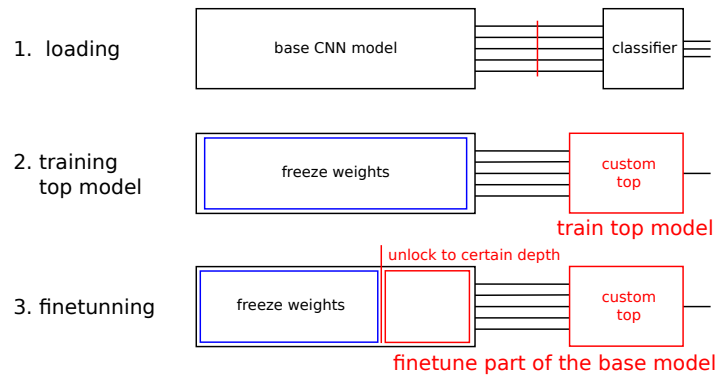 1. loading
base CNN model
classifier
2. training
top model
freeze weights
custom
top
train top model
unlock to certain depth
3. finetunning
freeze weights
custom
top
finetune part of the base model